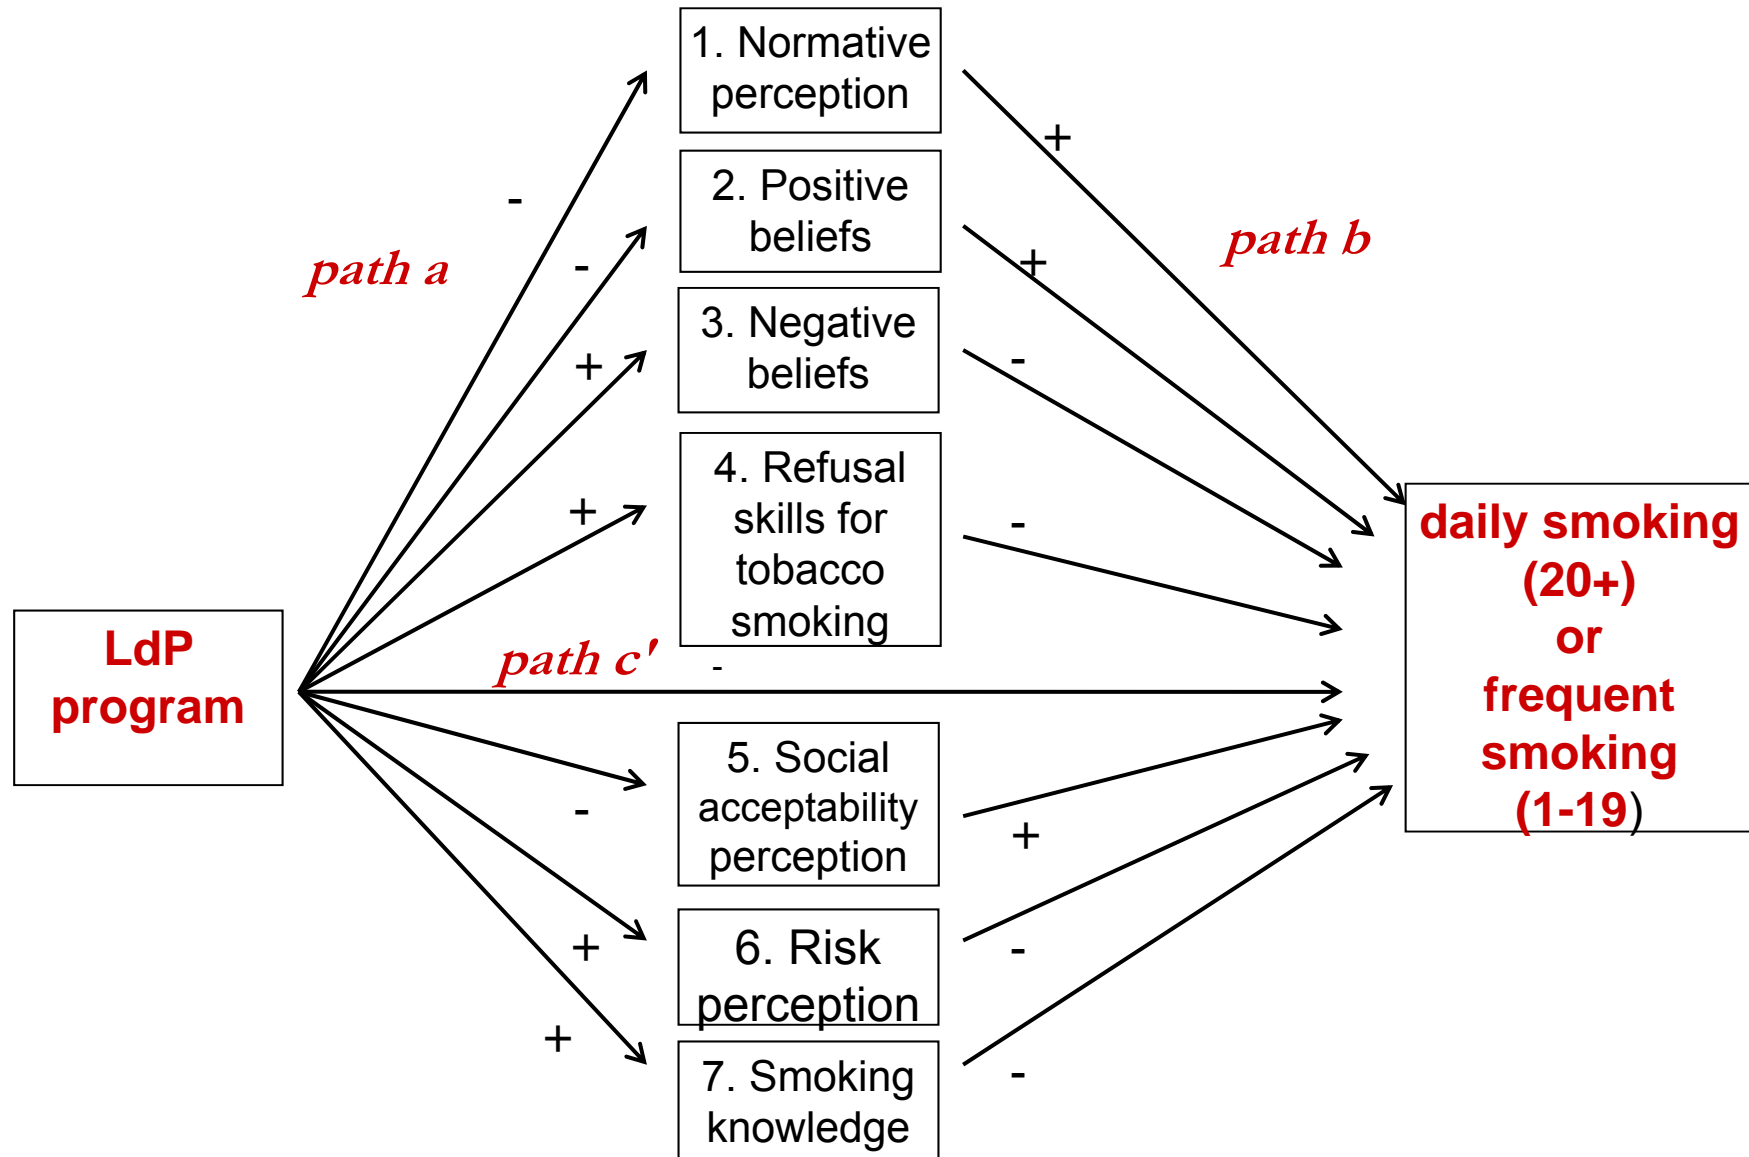 1. Normative
perception
+
-
2. Positive
beliefs
path a
-
+
path b
3. Negative
beliefs
+
-
4. Refusal
skills for
tobacco
smoking
+
-
daily smoking
(20+)
or
frequent
smoking
(1-19)
LdP
program
path c'
-
5. Social
acceptability
perception
-
+
6. Risk
perception
+
-
7. Smoking
knowledge
+
-